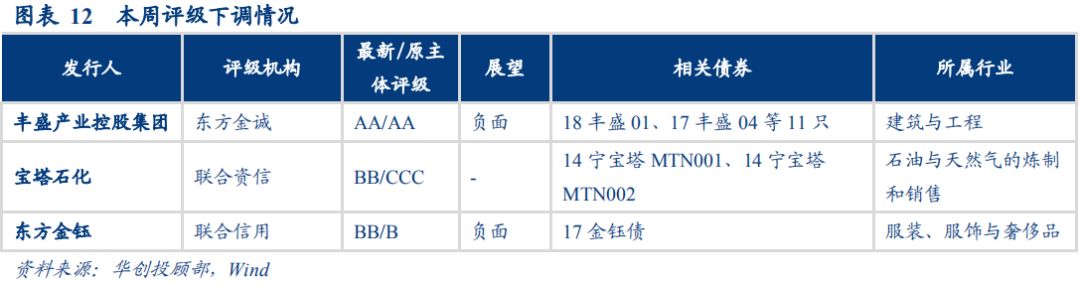 图表 12 本周评级下调情况
发行人 评级机构 最新/原主体评级 展望 相关债券 所属行业
丰盛产业控股集团 东方金诚 AA/AA 负面 18 丰盛 01、17 丰盛 04 等 11 只 建筑与工程
宝塔石化 联合资信 BB/CCC - 14 宁宝塔 MTN001、14 宁宝塔 MTN002 石油与天然气的炼制和销售
东方金钰 联合信用 BB/B 负面 17 金钰债 服装、服饰与奢侈品
资料来源：华创投顾部，Wind